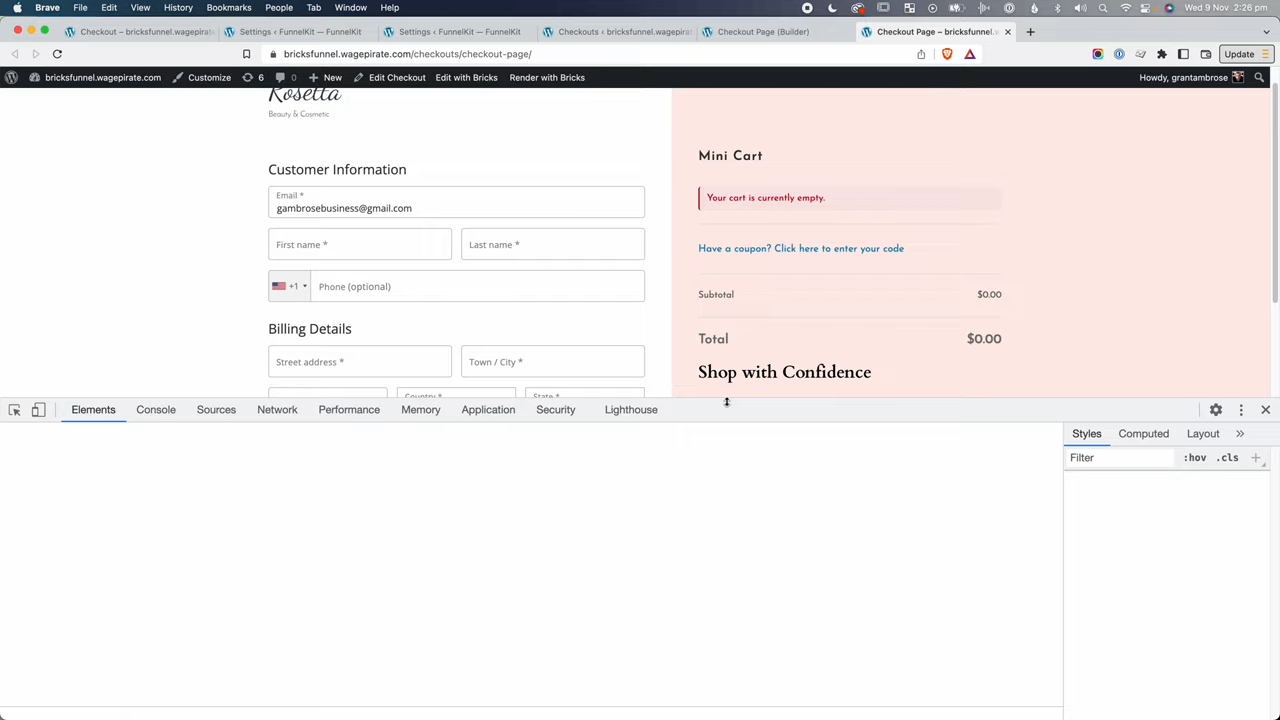 Brave File Edit View History Bookmarks People Tab Window Help Wed 9 Nov 2:26 pm
Checkout – bricksfunnel.wagepirate. Settings ‹ FunnelKit — FunnelKit Settings ‹ FunnelKit — FunnelKit Checkouts ‹ bricksfunnel.wagepirate Checkout Page (Builder) Checkout Page – bricksfunnel.w
bricksfunnel.wagepirate.com/checkouts/checkout-page/ Update
bricksfunnel.wagepirate.com Customize 6 0 New Edit Checkout Edit with Bricks Render with Bricks Howdy, grantambrose
Rosetta
Beauty & Cosmetic
Mini Cart
Customer Information
Email *
gambrosebusiness@gmail.com
Your cart is currently empty.
First name * Last name *
Have a coupon? Click here to enter your code
+1 Phone (optional)
Subtotal $0.00
Billing Details
Total $0.00
Street address * Town / City *
Shop with Confidence
Country * State *
Elements Console Sources Network Performance Memory Application Security Lighthouse
Styles Computed Layout »
Filter :hov .cls +